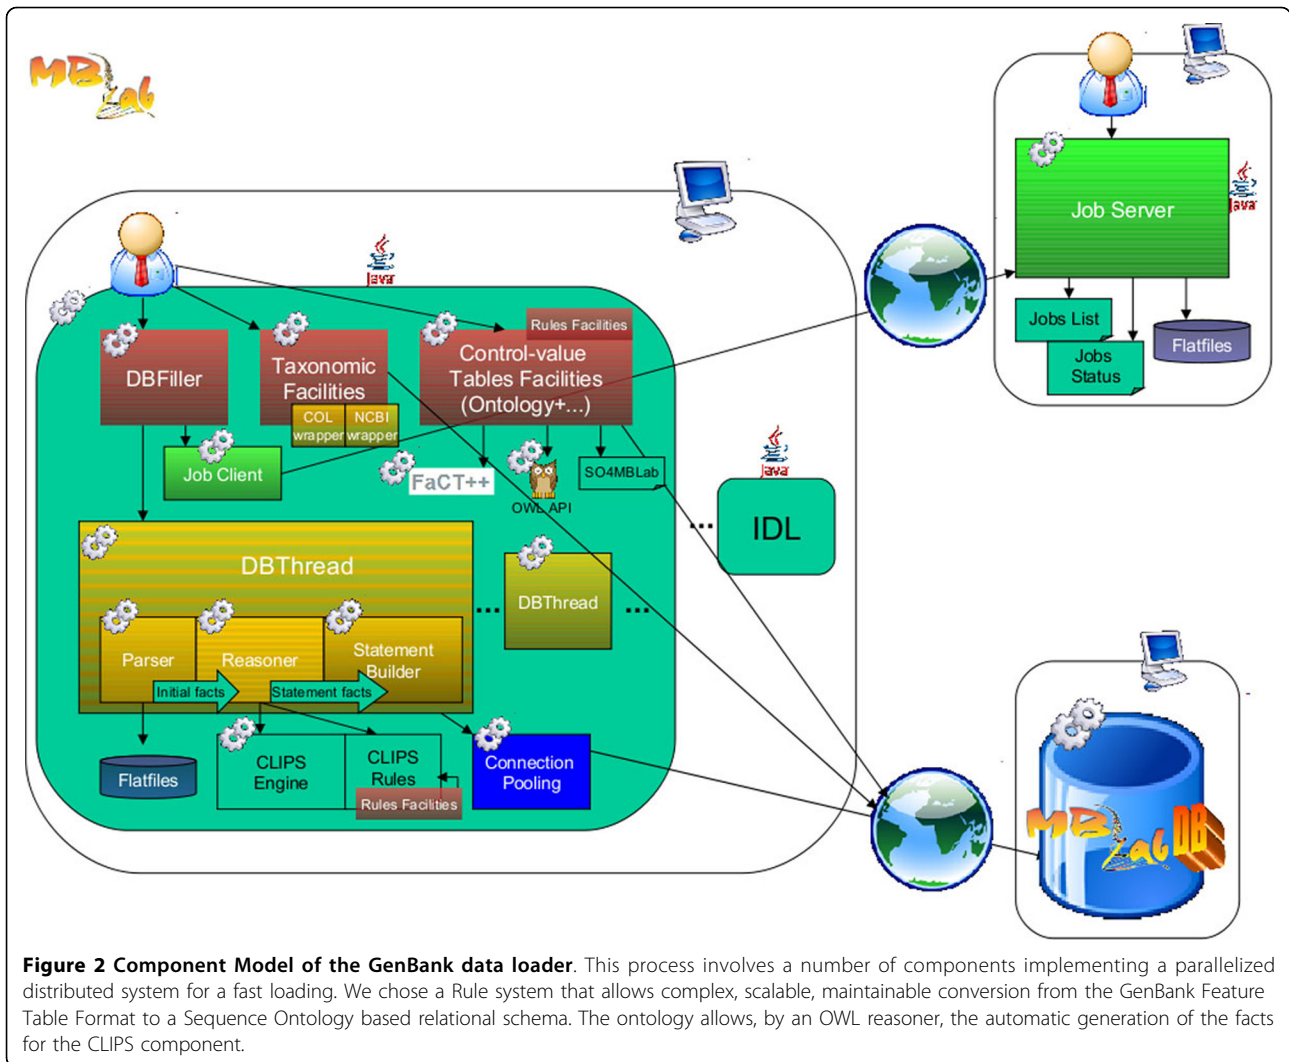 MBLab
Job Server
Java
Jobs List
Jobs
Status
Flatfiles
Java
Rules Facilities
DBFiller
Taxonomic
Facilities
COL
wrapper
NCBI
wrapper
Control-value
Tables Facilities
(Ontology+...)
Job Client
FaCT++
OWL API
SO4MBLab
Java
...
IDL
DBThread
...
DBThread
...
Parser
Reasoner
Statement
Builder
Initial facts
Statement facts
Flatfiles
CLIPS
Engine
CLIPS
Rules
Rules Facilities
Connection
Pooling
MBLab DB
Figure 2 Component Model of the GenBank data loader. This process involves a number of components implementing a parallelized
distributed system for a fast loading. We chose a Rule system that allows complex, scalable, maintainable conversion from the GenBank Feature
Table Format to a Sequence Ontology based relational schema. The ontology allows, by an OWL reasoner, the automatic generation of the facts
for the CLIPS component.